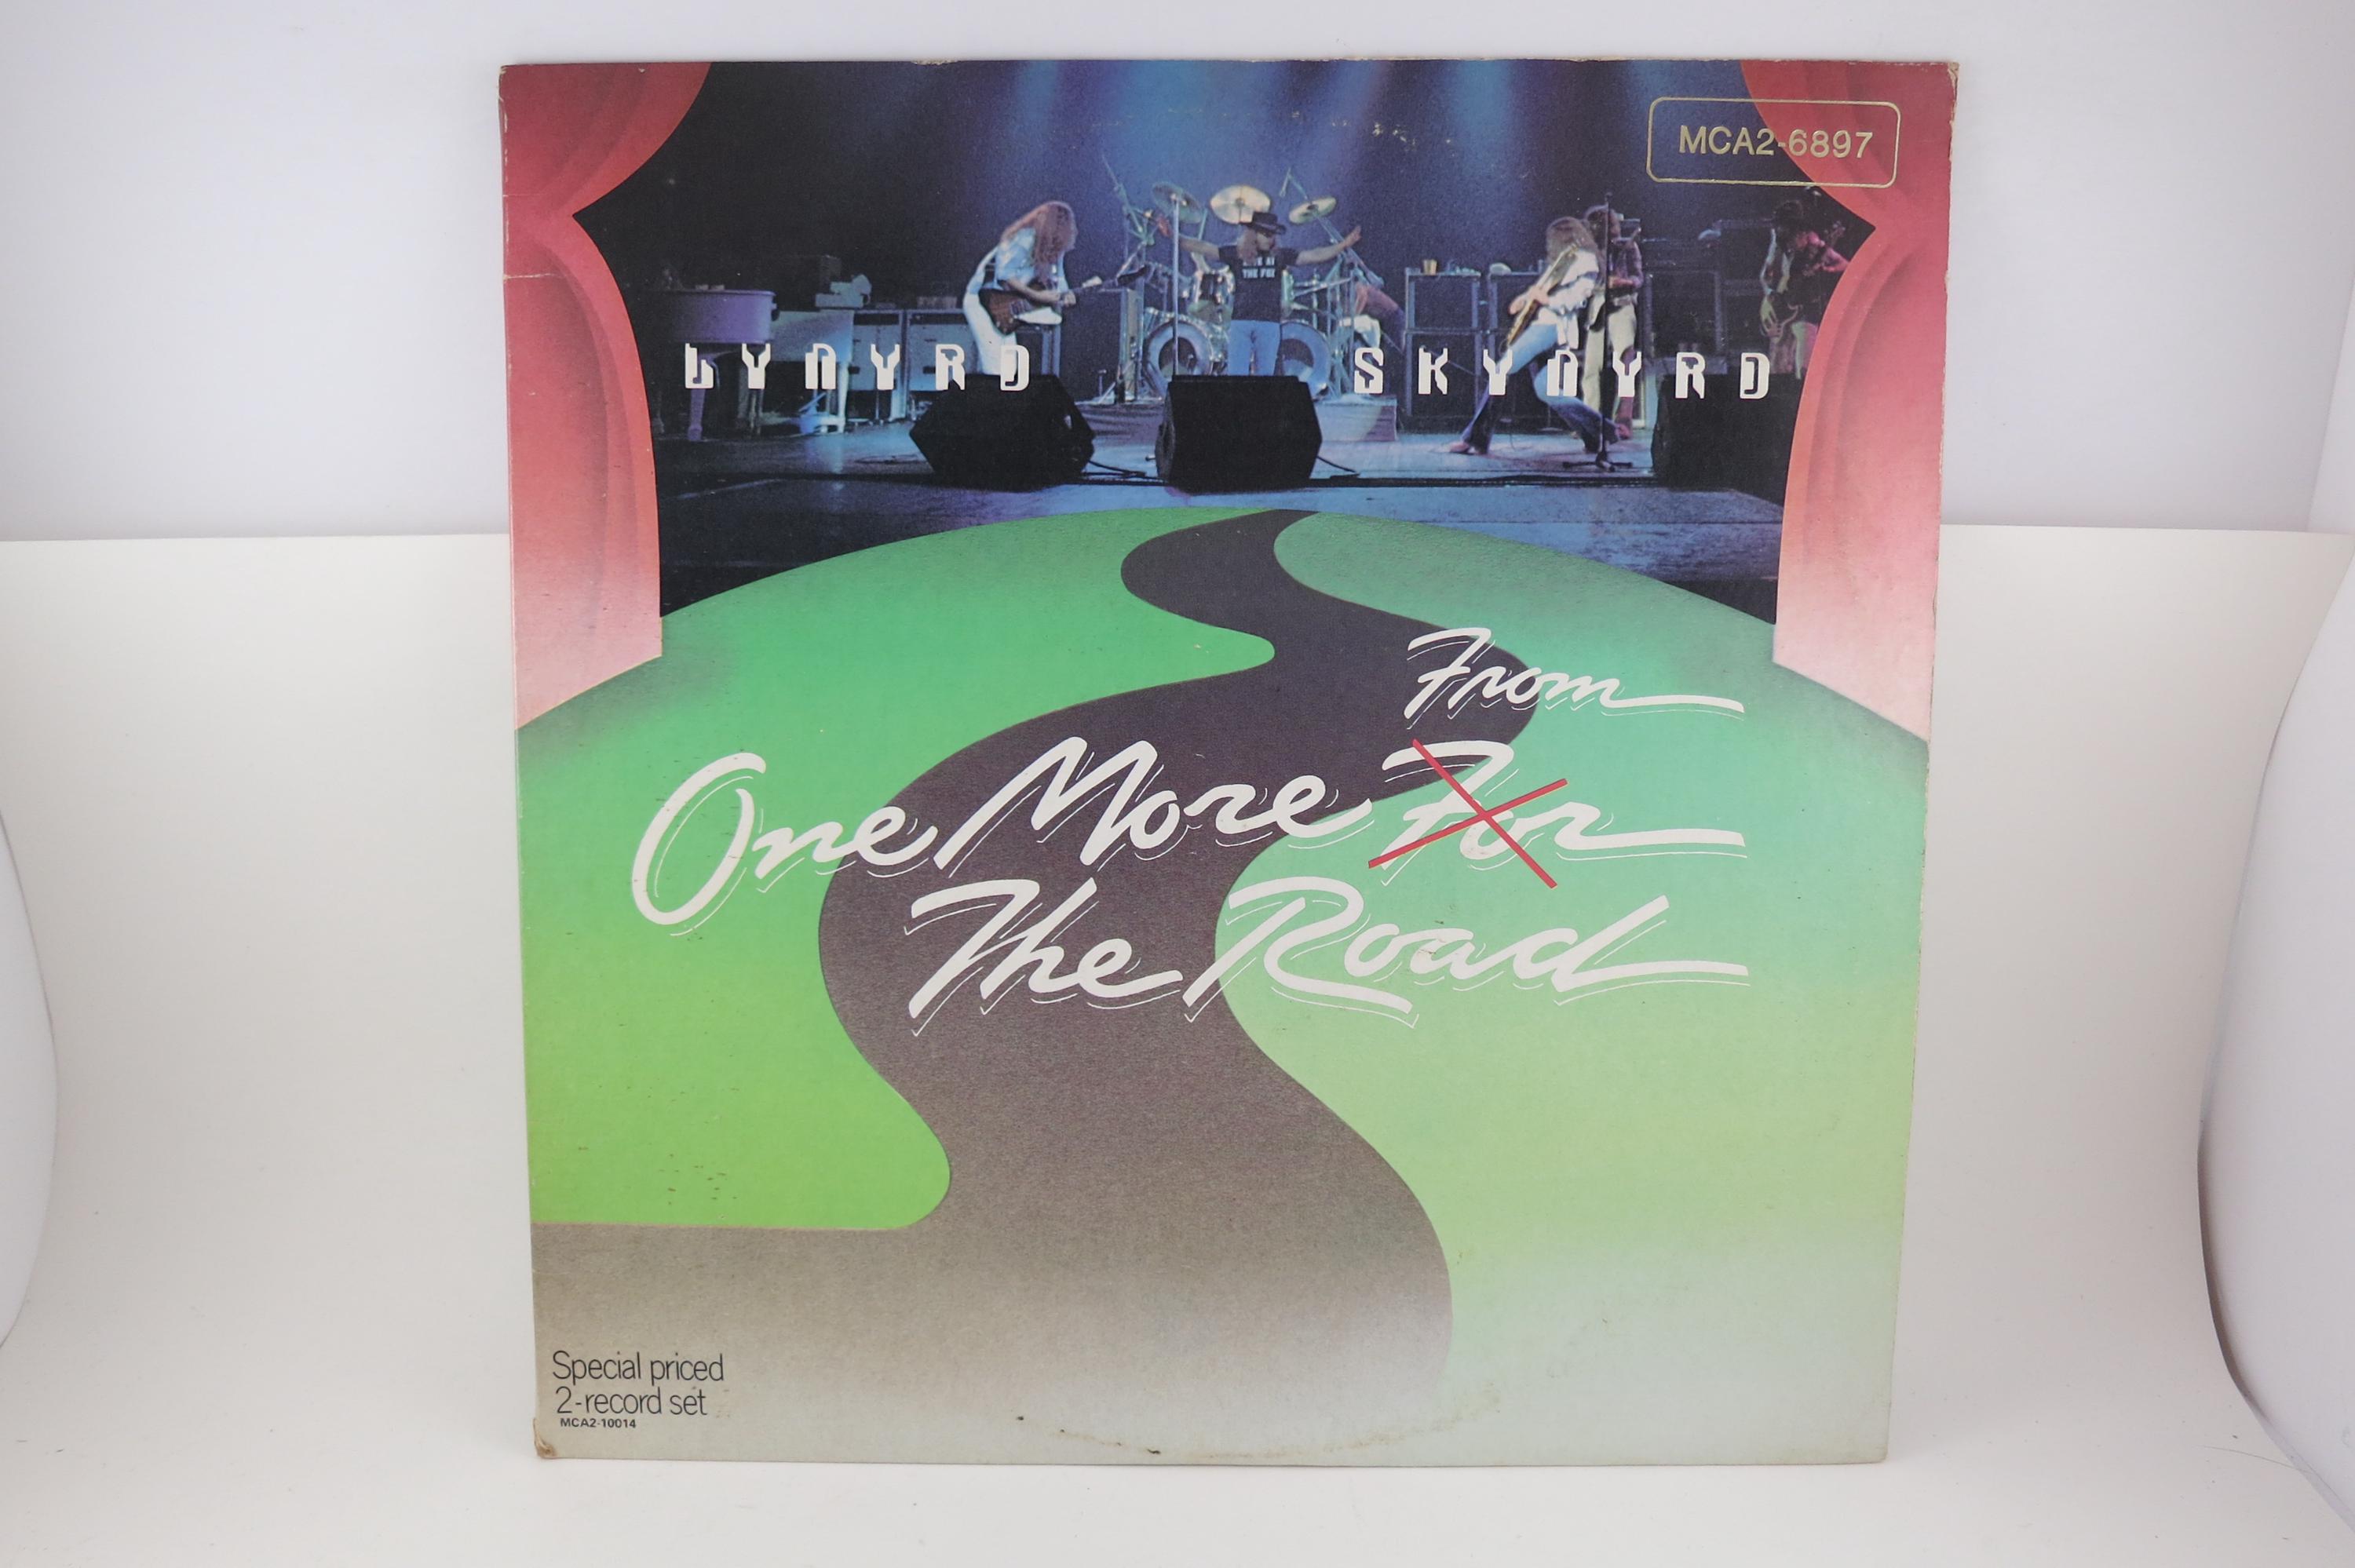 MCA2-6897
LYNYRD SKYNYRD
From
One More For
The Road
Special priced
2-record set
MCA2-10014